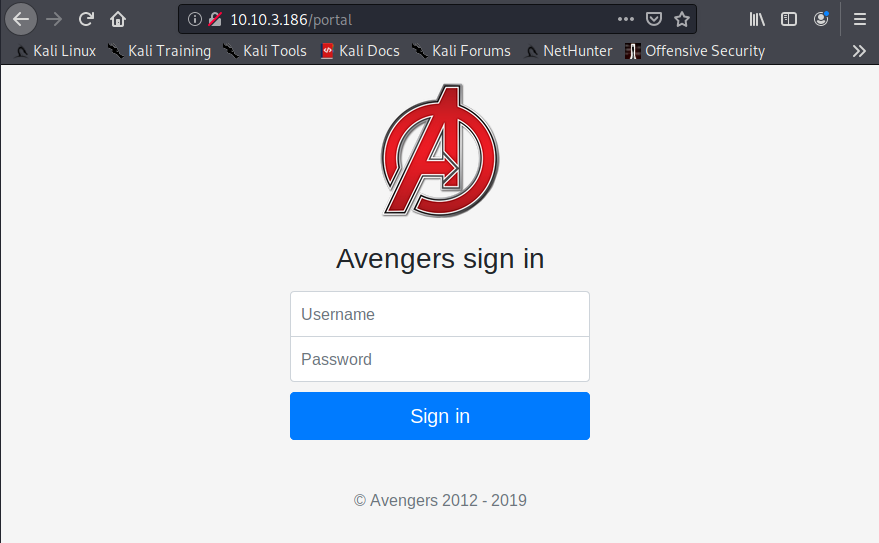 10.10.3.186/portal
Kali Linux Kali Training Kali Tools Kali Docs Kali Forums NetHunter Offensive Security
Avengers sign in
Username
Password
Sign in
© Avengers 2012 - 2019